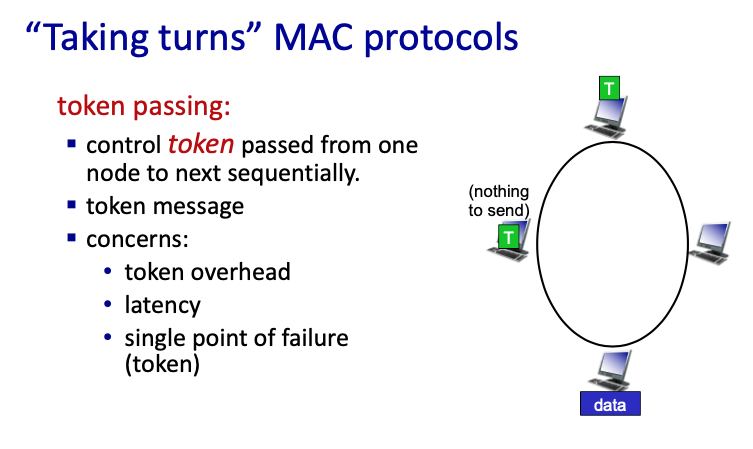 “Taking turns” MAC protocols
token passing:
▪ control token passed from one
node to next sequentially.
▪ token message
▪ concerns:
• token overhead
• latency
• single point of failure
(token)
T
(nothing
to send)
T
data